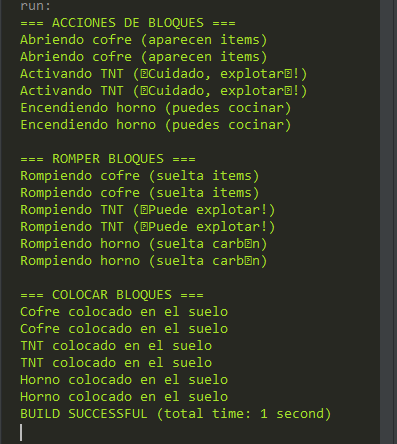 run:
=== ACCIONES DE BLOQUES ===
Abriendo cofre (aparecen items)
Abriendo cofre (aparecen items)
Activando TNT (�Cuidado, explotar�!)
Activando TNT (�Cuidado, explotar�!)
Encendiendo horno (puedes cocinar)
Encendiendo horno (puedes cocinar)
=== ROMPER BLOQUES ===
Rompiendo cofre (suelta items)
Rompiendo cofre (suelta items)
Rompiendo TNT (�Puede explotar!)
Rompiendo TNT (�Puede explotar!)
Rompiendo horno (suelta carb�n)
Rompiendo horno (suelta carb�n)
=== COLOCAR BLOQUES ===
Cofre colocado en el suelo
Cofre colocado en el suelo
TNT colocado en el suelo
TNT colocado en el suelo
Horno colocado en el suelo
Horno colocado en el suelo
BUILD SUCCESSFUL (total time: 1 second)